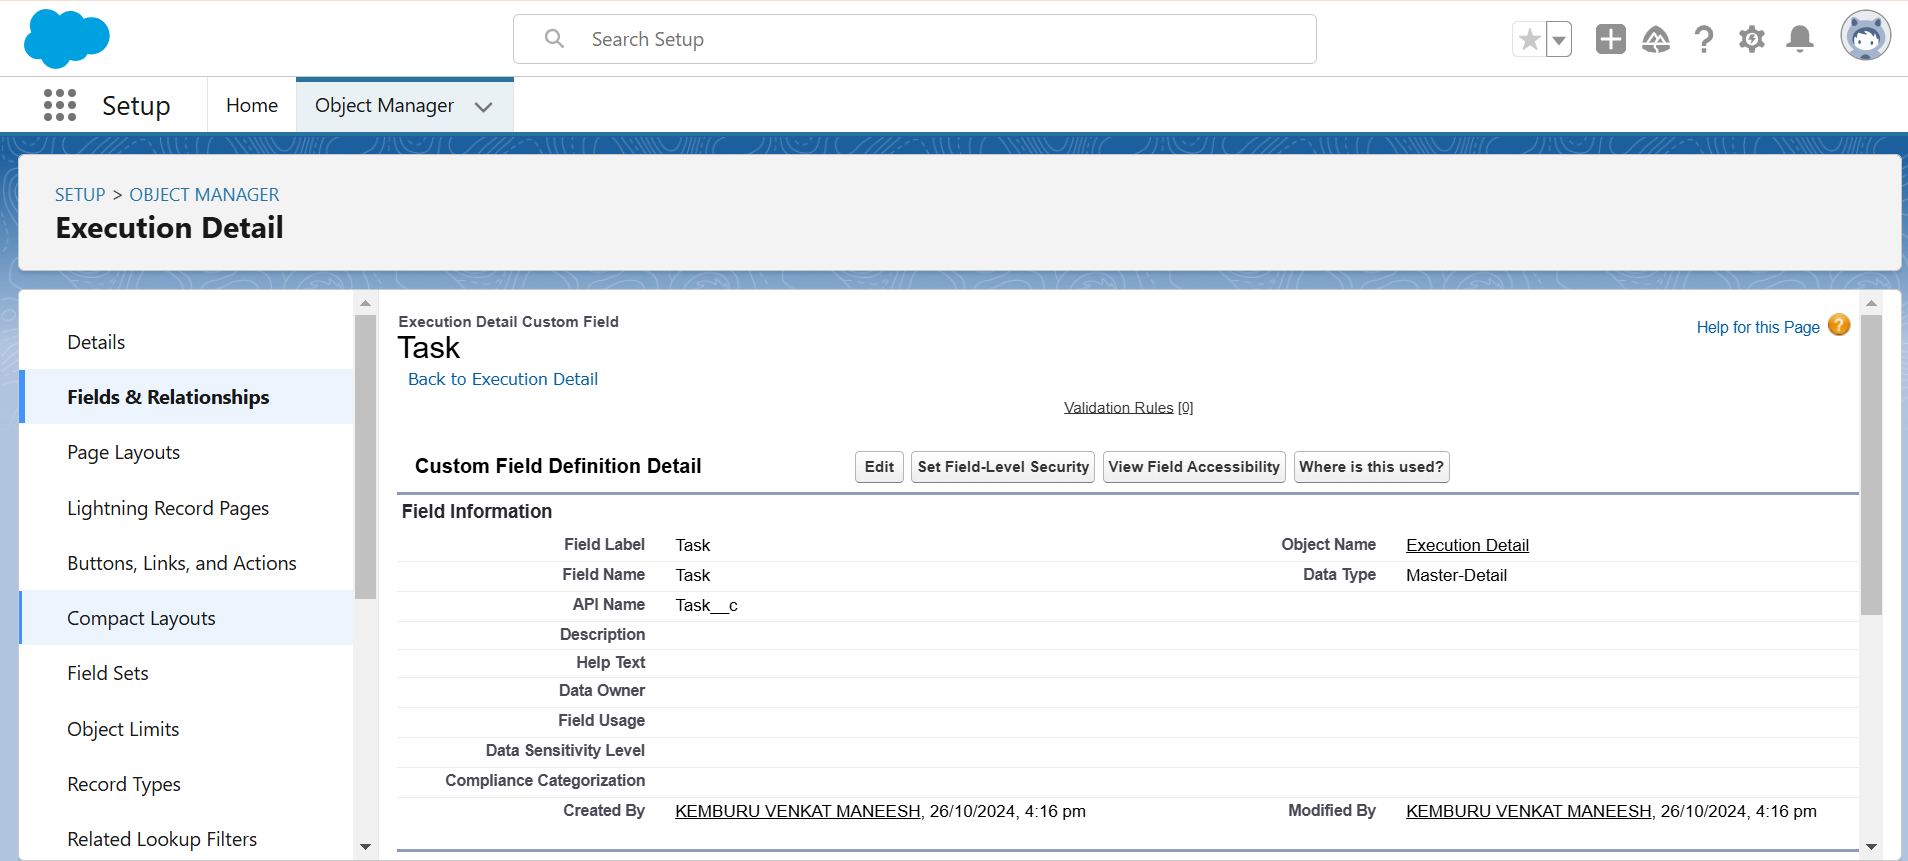 Search Setup
Setup
Home
Object Manager
SETUP > OBJECT MANAGER
Execution Detail
Details
Fields & Relationships
Page Layouts
Lightning Record Pages
Buttons, Links, and Actions
Compact Layouts
Field Sets
Object Limits
Record Types
Related Lookup Filters
Execution Detail Custom Field
Task
Help for this Page ?
Back to Execution Detail
Validation Rules [0]
Custom Field Definition Detail
Edit
Set Field-Level Security
View Field Accessibility
Where is this used?
Field Information
Field Label Task Object Name Execution Detail
Field Name Task Data Type Master-Detail
API Name Task__c
Description
Help Text
Data Owner
Field Usage
Data Sensitivity Level
Compliance Categorization
Created By KEMBURU VENKAT MANEESH, 26/10/2024, 4:16 pm Modified By KEMBURU VENKAT MANEESH, 26/10/2024, 4:16 pm